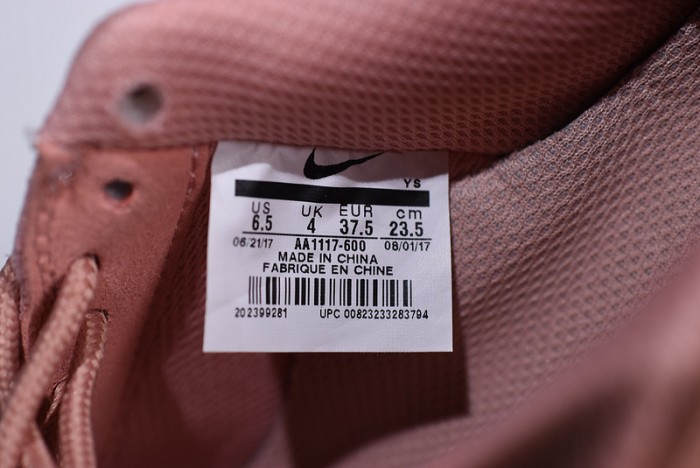 YS
US UK EUR cm
6.5 4 37.5 23.5
06/21/17 AA1117-600 08/01/17
MADE IN CHINA
FABRIQUE EN CHINE
202399281 UPC 00823233283794